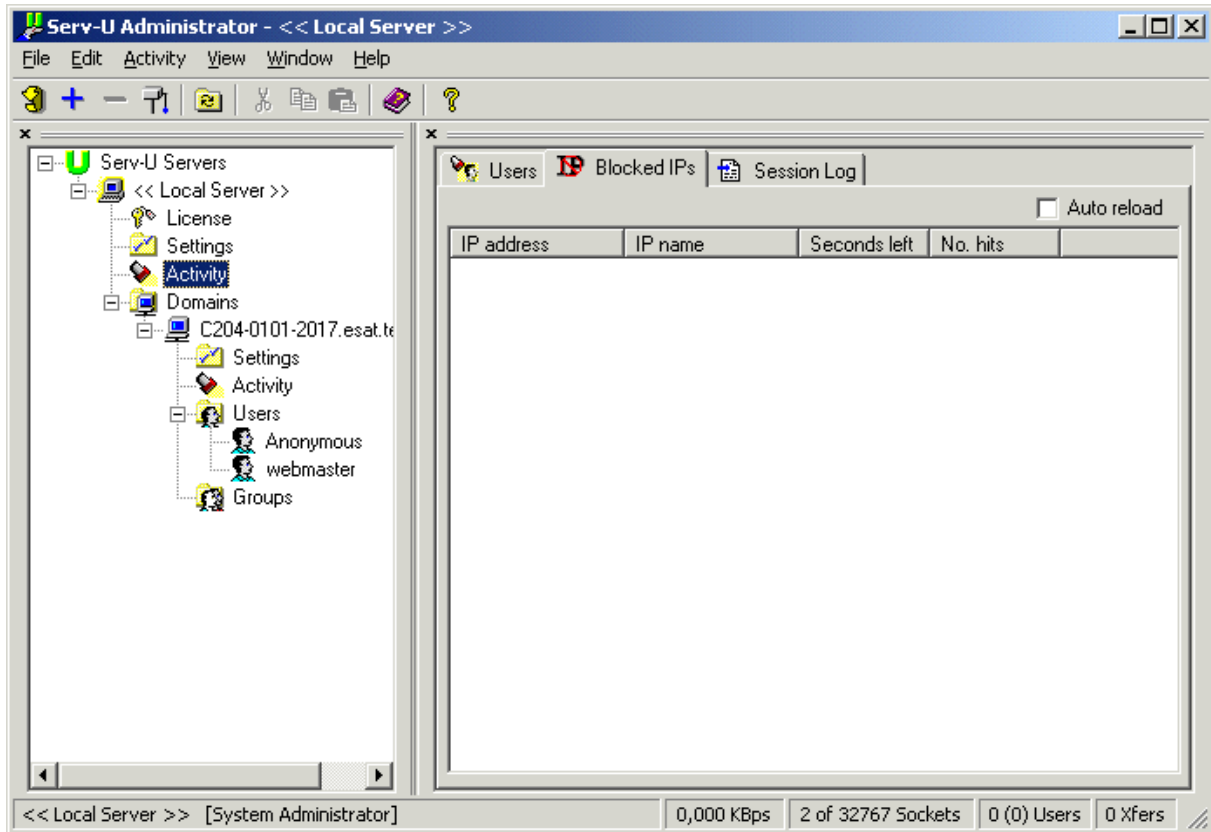 Serv-U Administrator - << Local Server >>
File Edit Activity View Window Help
Serv-U Servers
<< Local Server >>
License
Settings
Activity
Domains
C204-0101-2017.esat.te
Settings
Activity
Users
Anonymous
webmaster
Groups
Users Blocked IPs Session Log
Auto reload
IP address IP name Seconds left No. hits
<< Local Server >> [System Administrator] 0,000 KBps 2 of 32767 Sockets 0 (0) Users 0 Xfers